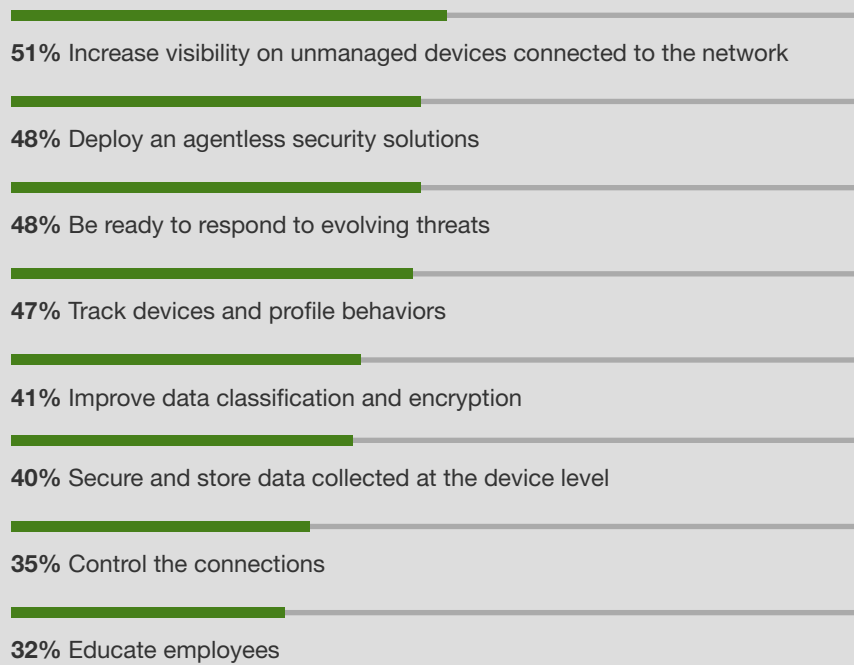 51% Increase visibility on unmanaged devices connected to the network
48% Deploy an agentless security solutions
48% Be ready to respond to evolving threats
47% Track devices and profile behaviors
41% Improve data classification and encryption
40% Secure and store data collected at the device level
35% Control the connections
32% Educate employees